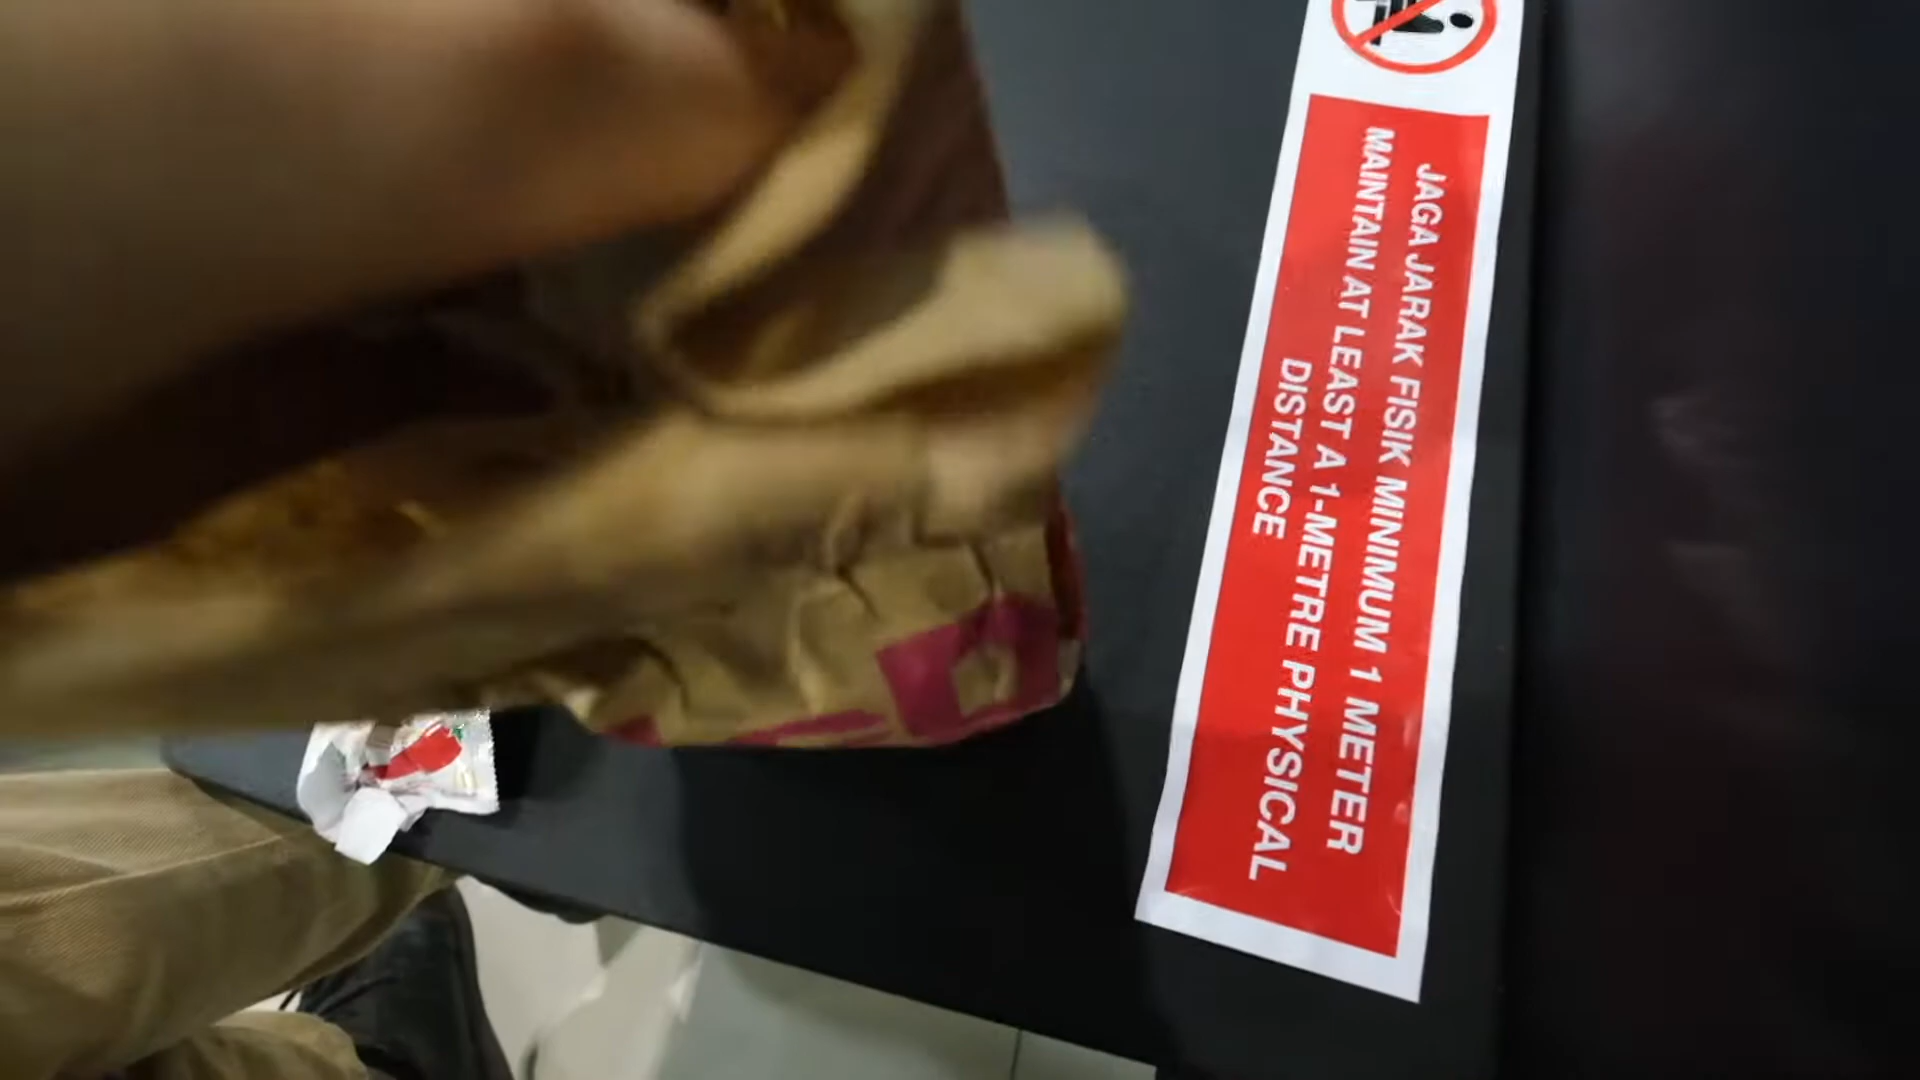 JAGA JARAK FISIK MINIMUM 1 METER
MAINTAIN AT LEAST A 1-METRE PHYSICAL
DISTANCE